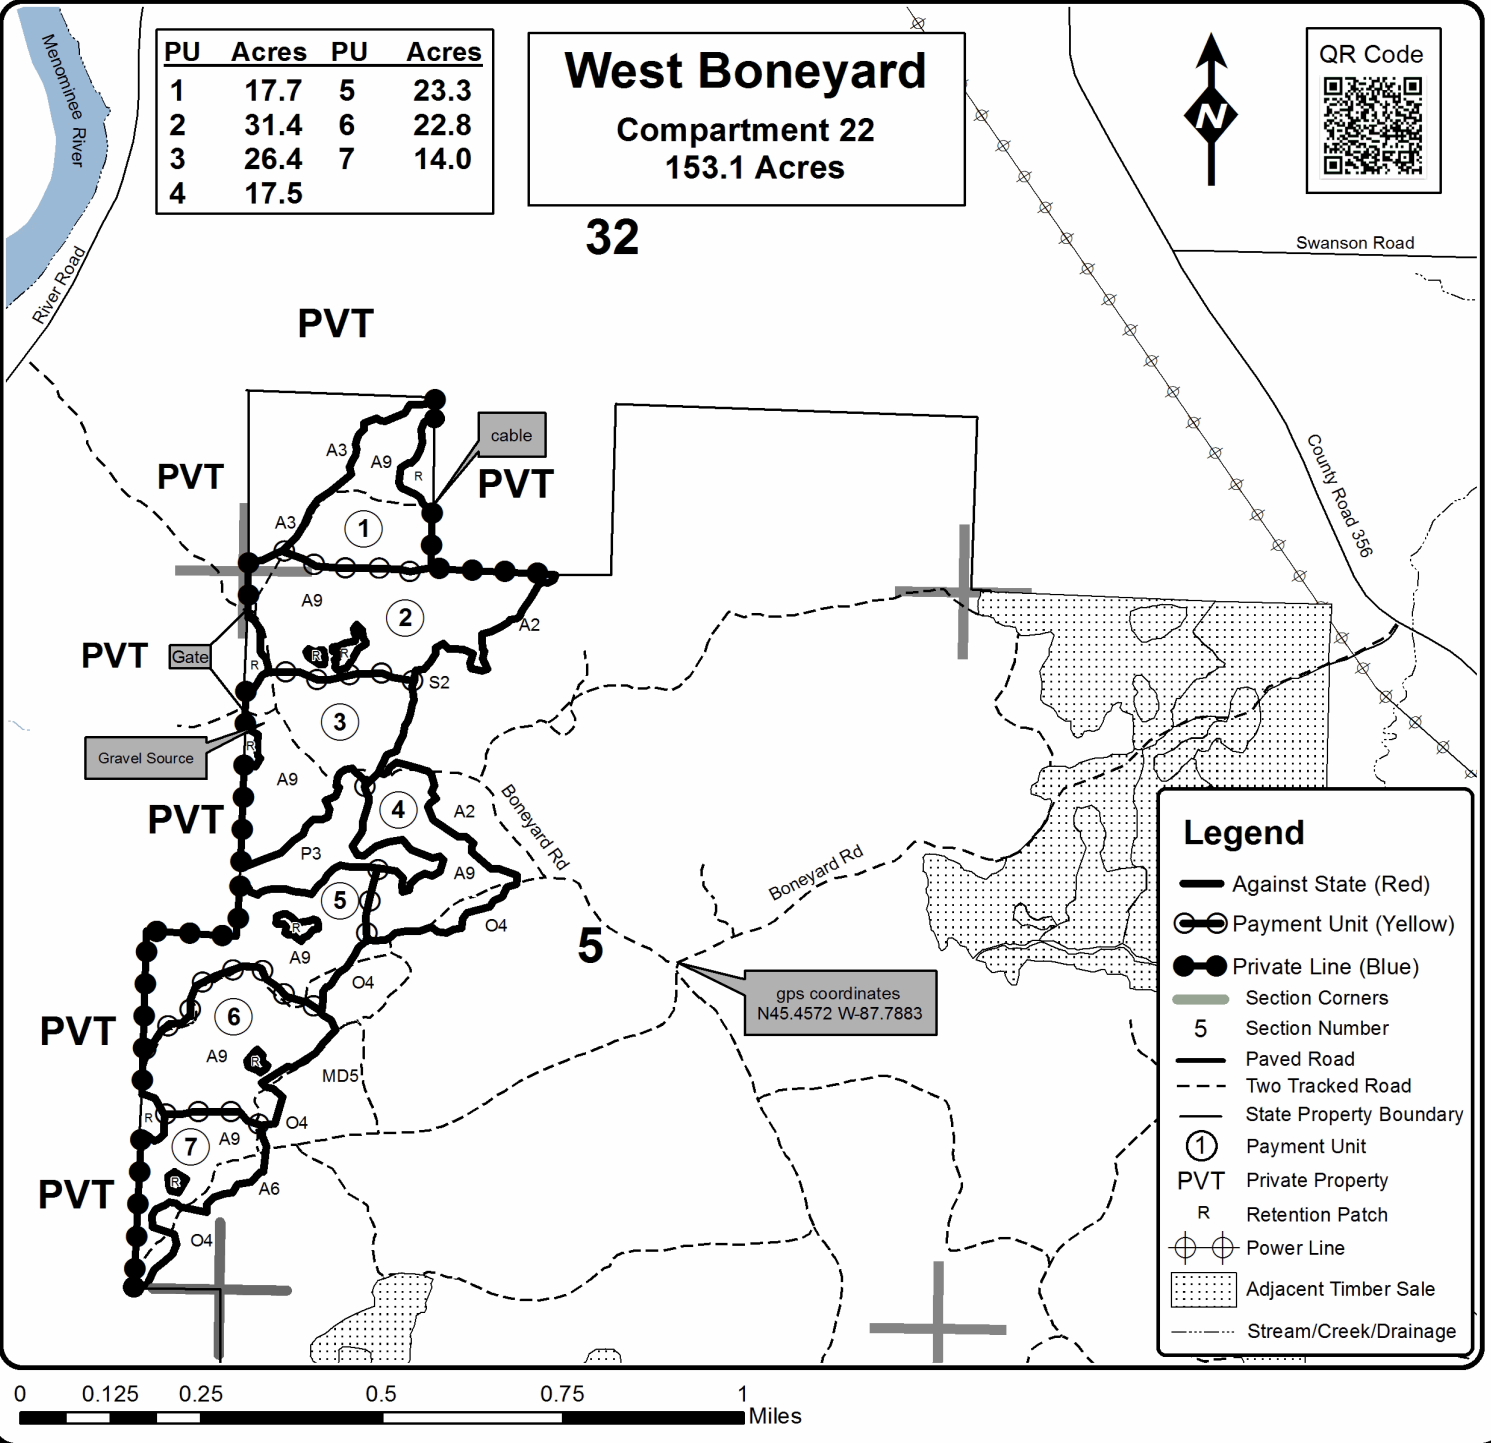 PU Acres PU Acres
1 17.7 5 23.3
2 31.4 6 22.8
3 26.4 7 14.0
4 17.5
West Boneyard
Compartment 22
153.1 Acres
N
QR Code
Menominee River
River Road
32
Swanson Road
County Road 356
PVT
cable
A3
A9
R
PVT
PVT
A3
1
A9
2
A2
R
R
PVT
Gate
R
S2
3
R
Gravel Source
A9
PVT
4
A2
Boneyard Rd
P3
A9
Boneyard Rd
5
R
O4
5
A9
O4
gps coordinates
N45.4572 W-87.7883
PVT
6
A9
R
MD5
R
O4
7
A9
R
A6
PVT
O4
Legend
Against State (Red)
Payment Unit (Yellow)
Private Line (Blue)
Section Corners
5 Section Number
Paved Road
Two Tracked Road
State Property Boundary
1 Payment Unit
PVT Private Property
R Retention Patch
Power Line
Adjacent Timber Sale
Stream/Creek/Drainage
0 0.125 0.25 0.5 0.75 1
Miles